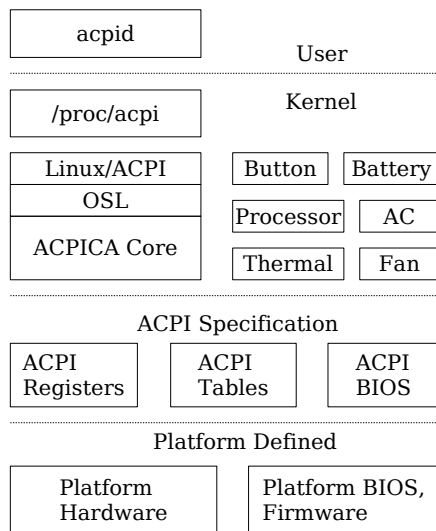 acpid
User
Kernel
/proc/acpi
Linux/ACPI
OSL
ACPICA Core
Button
Battery
Processor
AC
Thermal
Fan
ACPI Specification
ACPI
Registers
ACPI
Tables
ACPI
BIOS
Platform Defined
Platform
Hardware
Platform BIOS,
Firmware